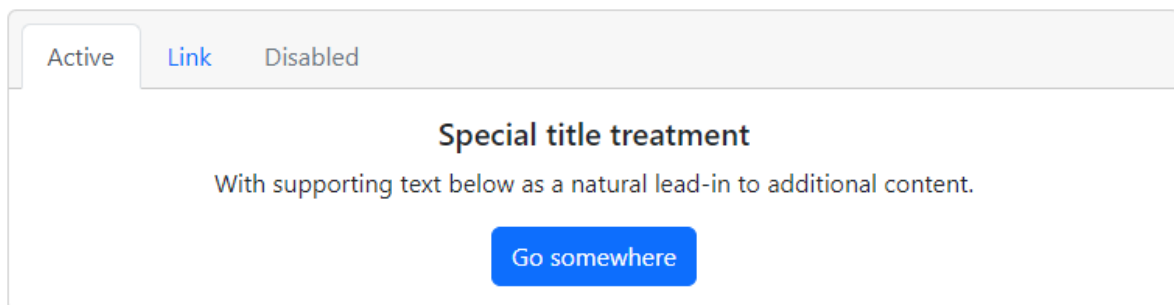 Active Link Disabled
Special title treatment
With supporting text below as a natural lead-in to additional content.
Go somewhere